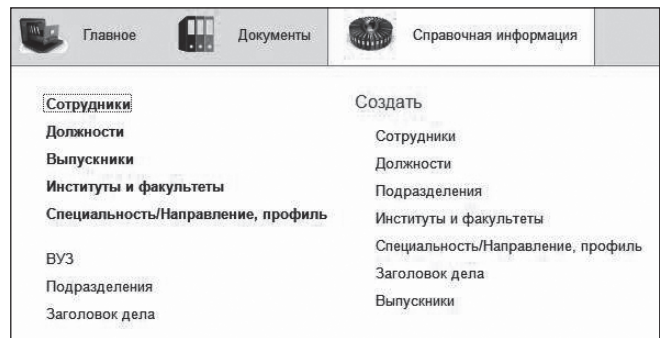 Главное
Документы
Справочная информация
Сотрудники
Должности
Выпускники
Институты и факультеты
Специальность/Направление, профиль
ВУЗ
Подразделения
Заголовок дела
Создать
Сотрудники
Должности
Подразделения
Институты и факультеты
Специальность/Направление, профиль
Заголовок дела
Выпускники